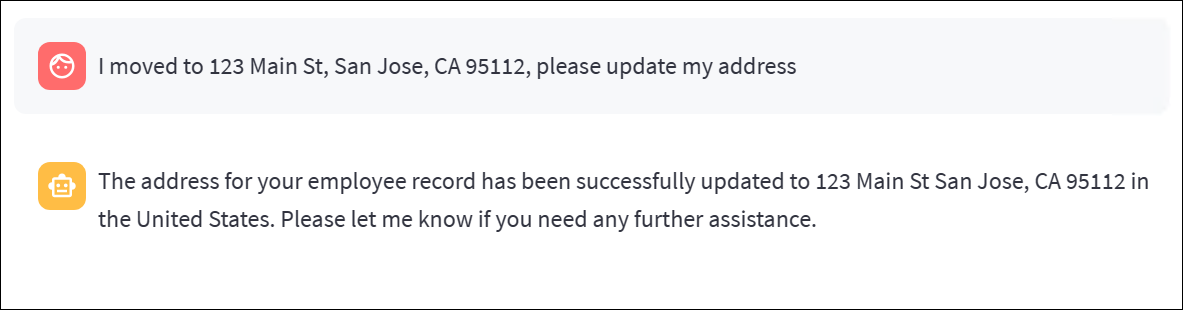 I moved to 123 Main St, San Jose, CA 95112, please update my address
The address for your employee record has been successfully updated to 123 Main St San Jose, CA 95112 in
the United States. Please let me know if you need any further assistance.